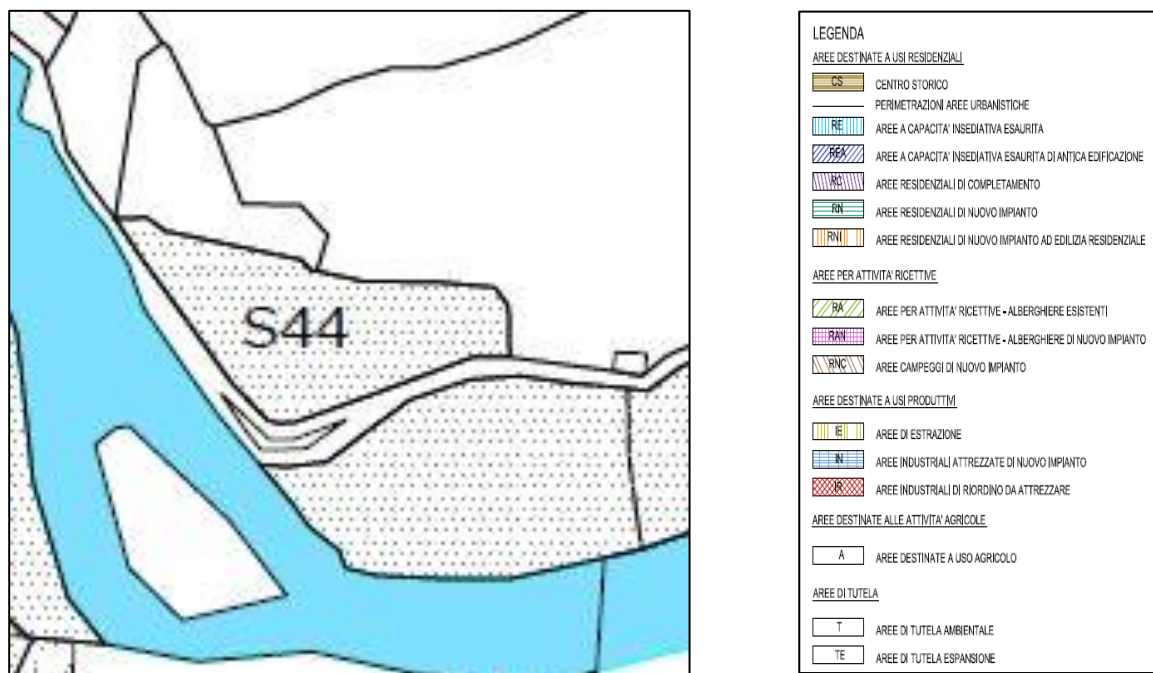 S44
LEGENDA
AREE DESTINATE A USI RESIDENZIALI
CS CENTRO STORICO
PERIMETRAZIONI AREE URBANISTICHE
RE AREE A CAPACITA' INSEDIATIVA ESAURITA
REA AREE A CAPACITA' INSEDIATIVA ESAURITA DI ANTICA EDIFICAZIONE
RC AREE RESIDENZIALI DI COMPLETAMENTO
RN AREE RESIDENZIALI DI NUOVO IMPIANTO
RNI AREE RESIDENZIALI DI NUOVO IMPIANTO AD EDILIZIA RESIDENZIALE
AREE PER ATTIVITA' RICETTIVE
RA AREE PER ATTIVITA' RICETTIVE - ALBERGHIERE ESISTENTI
RAN AREE PER ATTIVITA' RICETTIVE - ALBERGHIERE DI NUOVO IMPIANTO
RNC AREE CAMPEGGI DI NUOVO IMPIANTO
AREE DESTINATE A USI PRODUTTIVI
IE AREE DI ESTRAZIONE
IN AREE INDUSTRIALI ATTREZZATE DI NUOVO IMPIANTO
IR AREE INDUSTRIALI DI RIORDINO DA ATTREZZARE
AREE DESTINATE ALLE ATTIVITA' AGRICOLE
A AREE DESTINATE A USO AGRICOLO
AREE DI TUTELA
T AREE DI TUTELA AMBIENTALE
TE AREE DI TUTELA ESPANSIONE